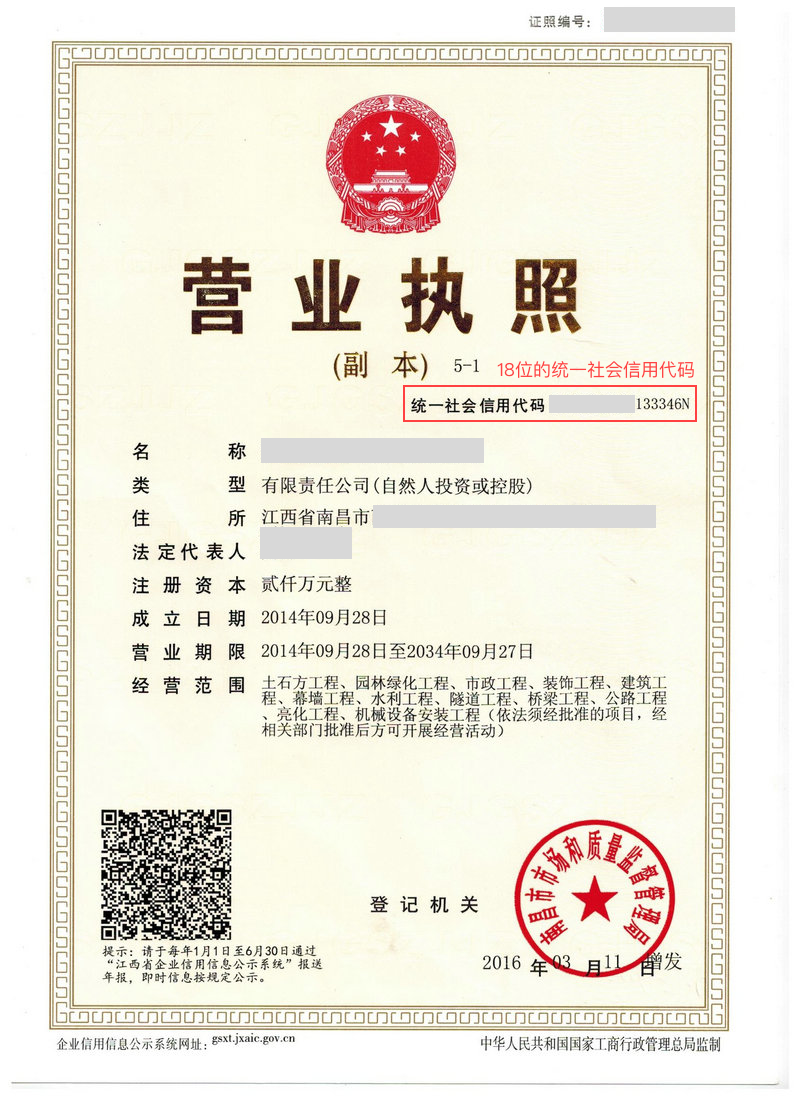 证照编号：
营业执照
（副 本） 5-1
18位的统一社会信用代码
统一社会信用代码 133346N
名 称
类 型 有限责任公司(自然人投资或控股)
住 所 江西省南昌市
法定代表人
注 册 资 本 贰仟万元整
成 立 日 期 2014年09月28日
营 业 期 限 2014年09月28日至2034年09月27日
经 营 范 围 土石方工程、园林绿化工程、市政工程、装饰工程、建筑工
程、幕墙工程、水利工程、隧道工程、桥梁工程、公路工程
、亮化工程、机械设备安装工程（依法须经批准的项目，经
相关部门批准后方可开展经营活动）
南昌市市场和质量监督管理局
登 记 机 关
2016 年 03 月 11 日 增发
提示：请于每年1月1日至6月30日通过
“江西省企业信用信息公示系统”报送
年报，即时信息按规定公示。
企业信用信息公示系统网址：gsxt.jxaic.gov.cn
中华人民共和国国家工商行政管理总局监制